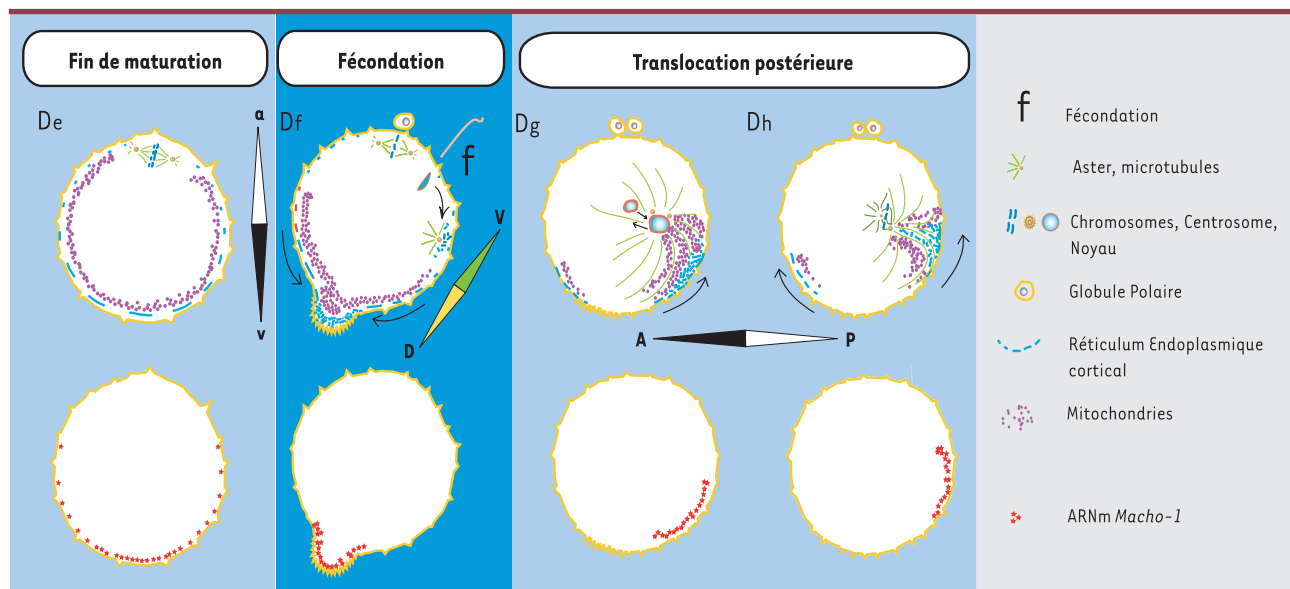 Fin de maturation
Fécondation
Translocation postérieure
De
a
v
Df
f
V
D
Dg
Dh
A
P
f
Fécondation
Aster, microtubules
Chromosomes, Centrosome,
Noyau
Globule Polaire
Réticulum Endoplasmique
cortical
Mitochondries
ARNm Macho-1